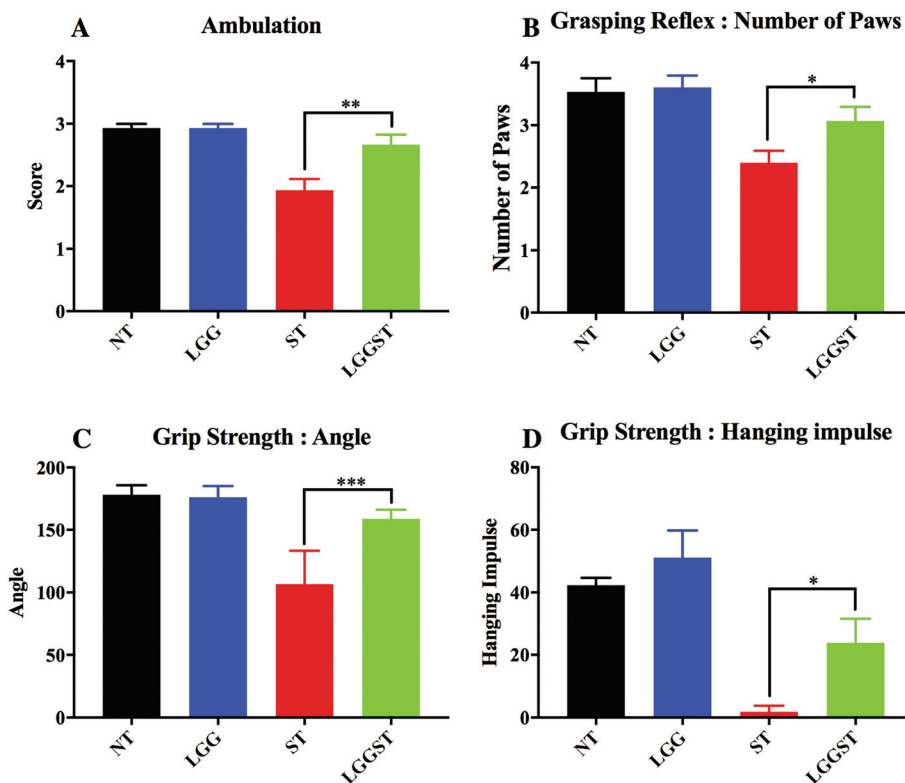 A
Ambulation
4
3
2
1
0
Score
**
NT
LGG
ST
LGGST
B
Grasping Reflex : Number of Paws
4
3
2
1
0
Number of Paws
*
NT
LGG
ST
LGGST
C
Grip Strength : Angle
200
150
100
50
0
Angle
***
NT
LGG
ST
LGGST
D
Grip Strength : Hanging impulse
80
60
40
20
0
Hanging Impulse
*
NT
LGG
ST
LGGST